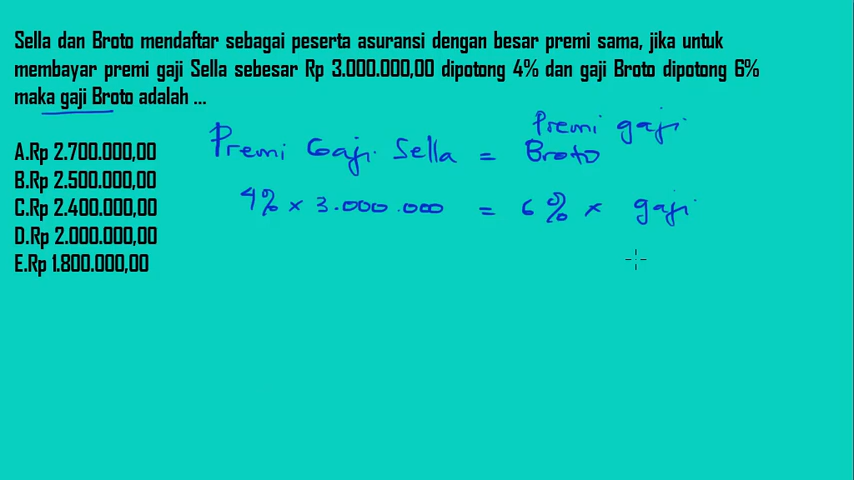 Sella dan Broto mendaftar sebagai peserta asuransi dengan besar premi sama, jika untuk
membayar premi gaji Sella sebesar Rp 3.000.000,00 dipotong 4% dan gaji Broto dipotong 6%
maka gaji Broto adalah ...
A.Rp 2.700.000,00
B.Rp 2.500.000,00
C.Rp 2.400.000,00
D.Rp 2.000.000,00
E.Rp 1.800.000,00
Premi Gaji Sella = Premi gaji
Broto
4% × 3.000.000 = 6% × gaji